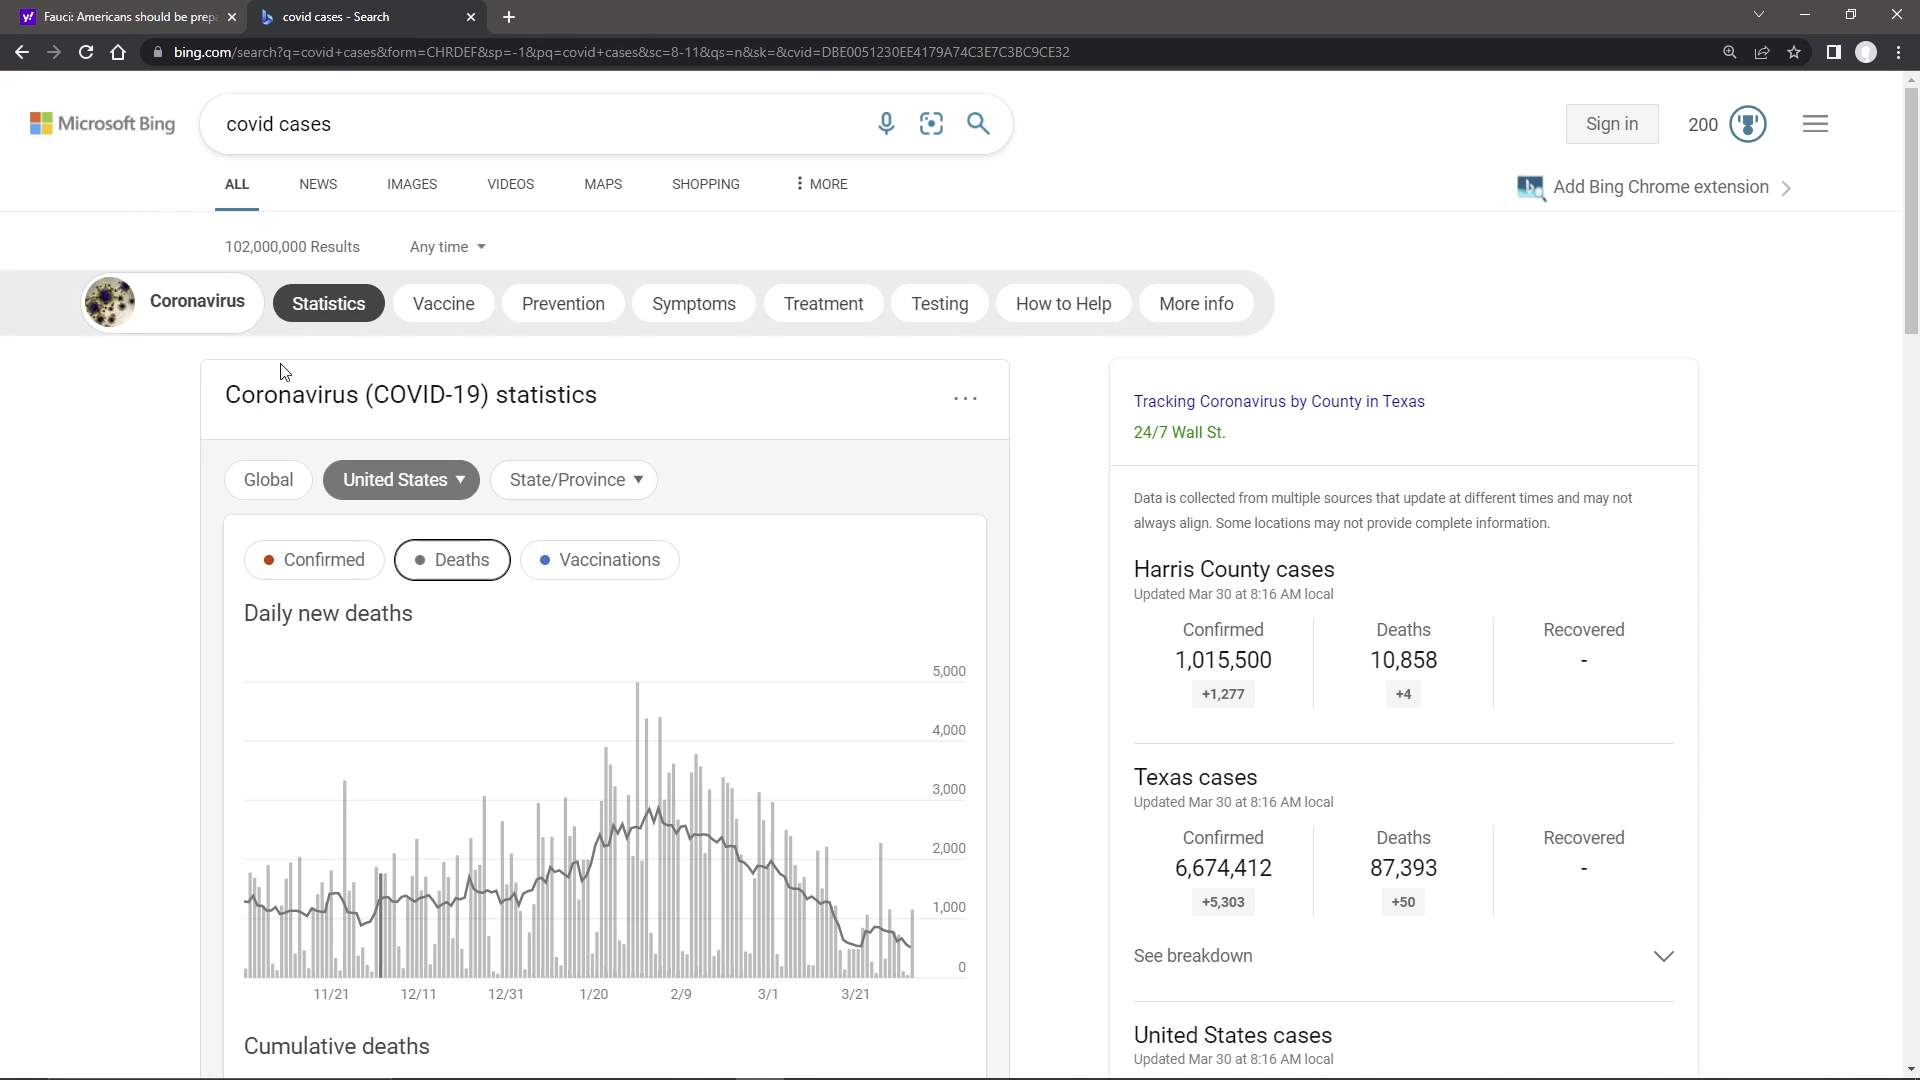 Fauci: Americans should be prepa
covid cases - Search
bing.com/search?q=covid+cases&form=CHRDEF&sp=-1&pq=covid+cases&sc=8-11&qs=n&sk=&cvid=DBE0051230EE4179A74C3E7C3BC9CE32
Microsoft Bing
covid cases
Sign in
200
ALL
NEWS
IMAGES
VIDEOS
MAPS
SHOPPING
MORE
Add Bing Chrome extension
102,000,000 Results
Any time
Coronavirus
Statistics
Vaccine
Prevention
Symptoms
Treatment
Testing
How to Help
More info
Coronavirus (COVID-19) statistics
Global
United States
State/Province
Confirmed
Deaths
Vaccinations
Daily new deaths
5,000
4,000
3,000
2,000
1,000
0
11/21
12/11
12/31
1/20
2/9
3/1
3/21
Cumulative deaths
Tracking Coronavirus by County in Texas
24/7 Wall St.
Data is collected from multiple sources that update at different times and may not
always align. Some locations may not provide complete information.
Harris County cases
Updated Mar 30 at 8:16 AM local
Confirmed
Deaths
Recovered
1,015,500
10,858
-
+1,277
+4
Texas cases
Updated Mar 30 at 8:16 AM local
Confirmed
Deaths
Recovered
6,674,412
87,393
-
+5,303
+50
See breakdown
United States cases
Updated Mar 30 at 8:16 AM local